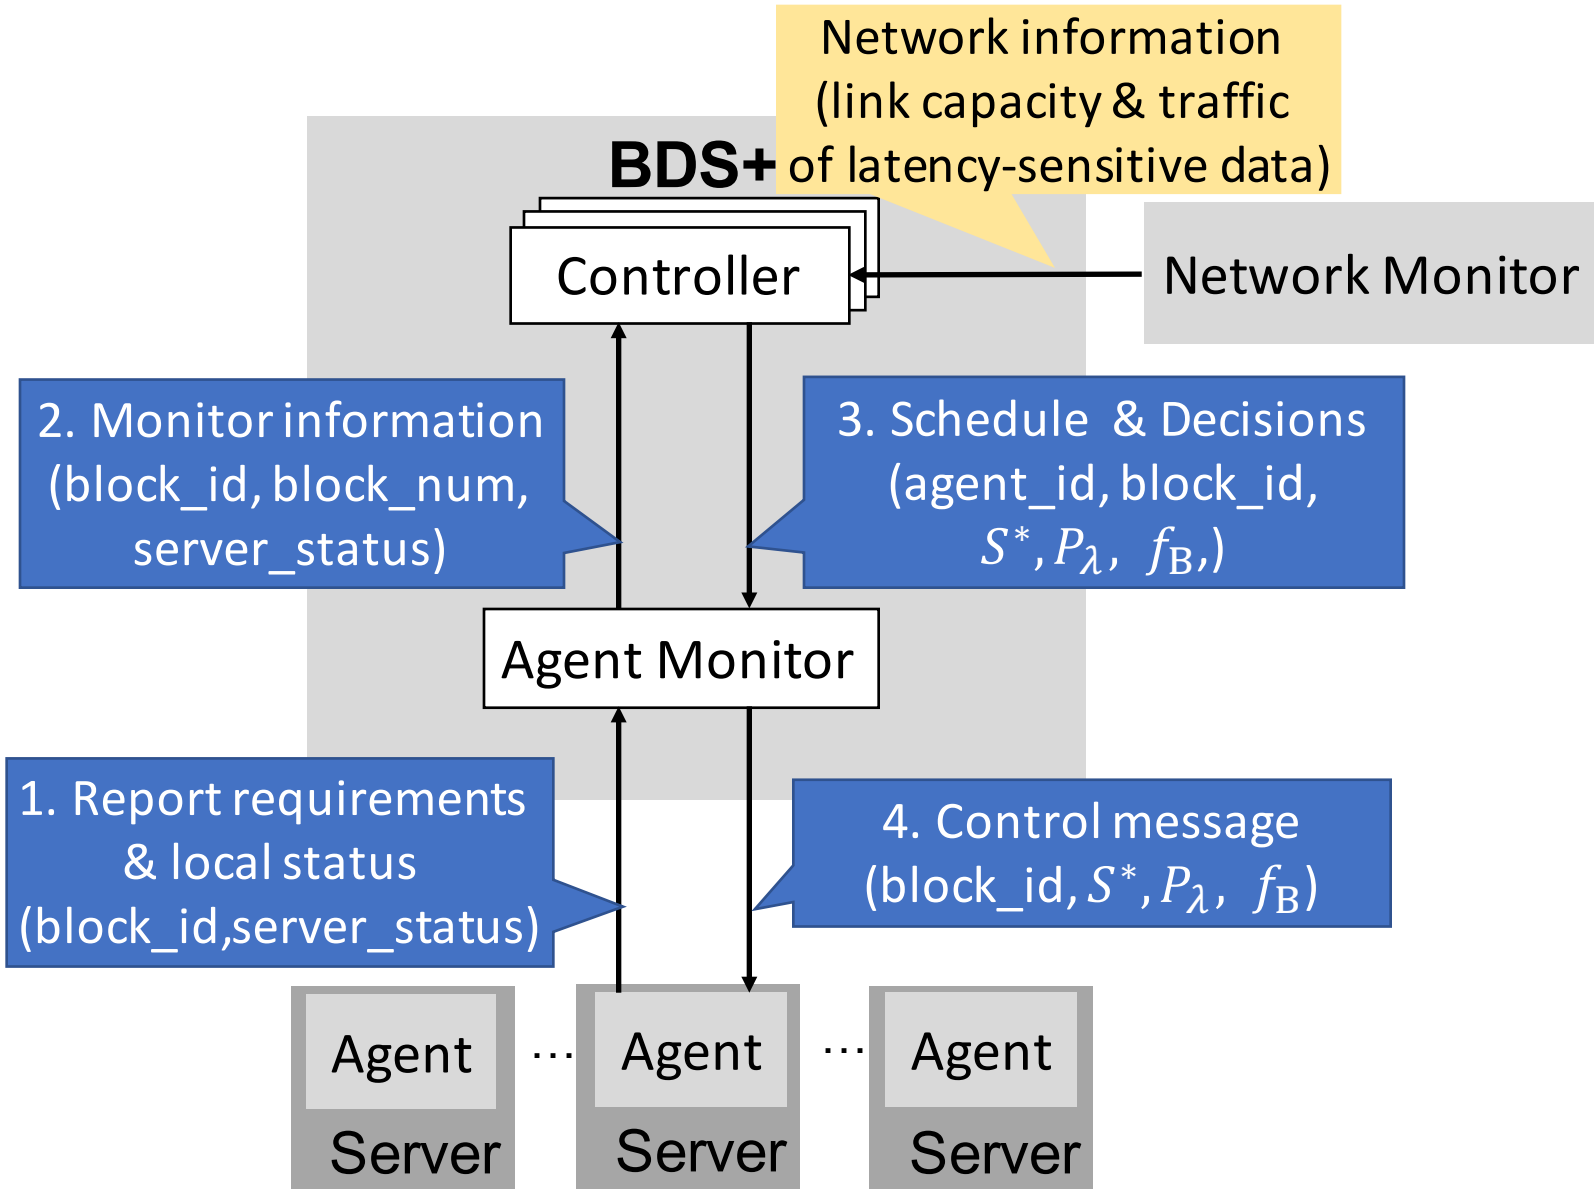 Network information
(link capacity & traffic
of latency-sensitive data)
BDS+
Controller
Network Monitor
2. Monitor information
(block_id, block_num,
server_status)
3. Schedule & Decisions
(agent_id, block_id,
S*, Pλ, fB,)
Agent Monitor
1. Report requirements
& local status
(block_id,server_status)
4. Control message
(block_id, S*, Pλ, fB)
Agent ... Agent ... Agent
Server Server Server